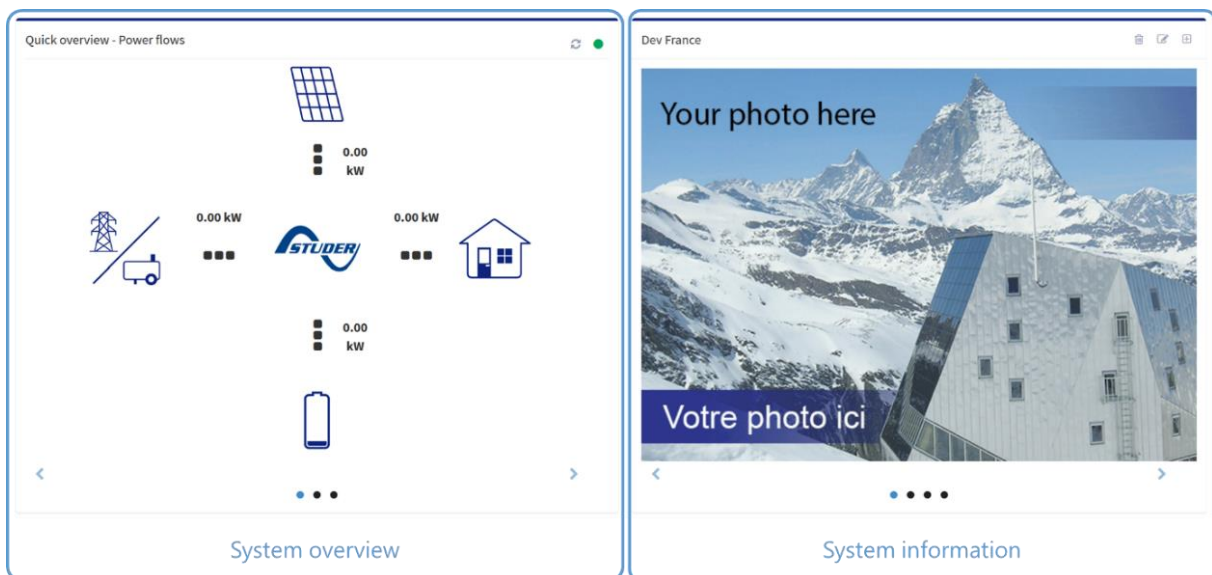 Quick overview - Power flows
0.00
kW
0.00 kW
STUDER
0.00 kW
0.00
kW
System overview
Dev France
Your photo here
Votre photo ici
System information